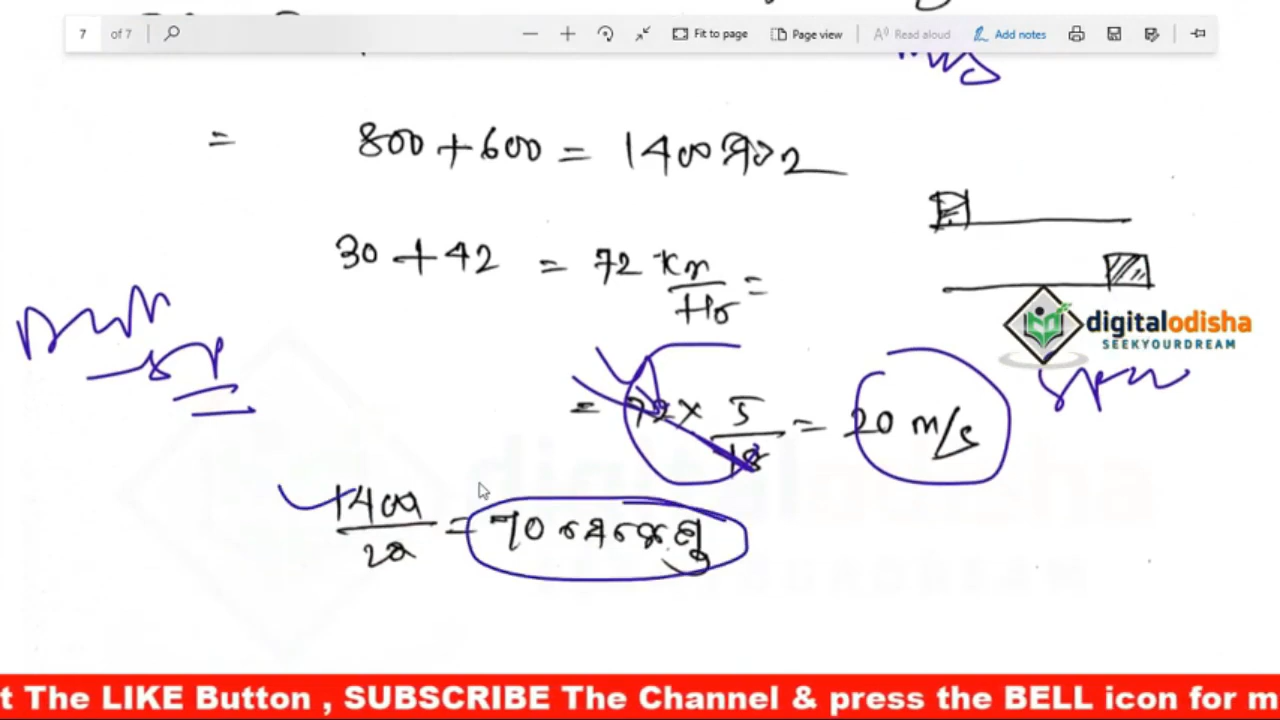 7 of 7 Fit to page Page view Read aloud Add notes
= 800 + 600 = 1400 ମିଟର
30 + 42 = 72 Km/Hr =
= 72 × 5/18 = 20 m/s
1400/20 = 70 ସେକେଣ୍ଡ
digitalodisha
SEEKYOURDREAM
t The LIKE Button , SUBSCRIBE The Channel & press the BELL icon for m